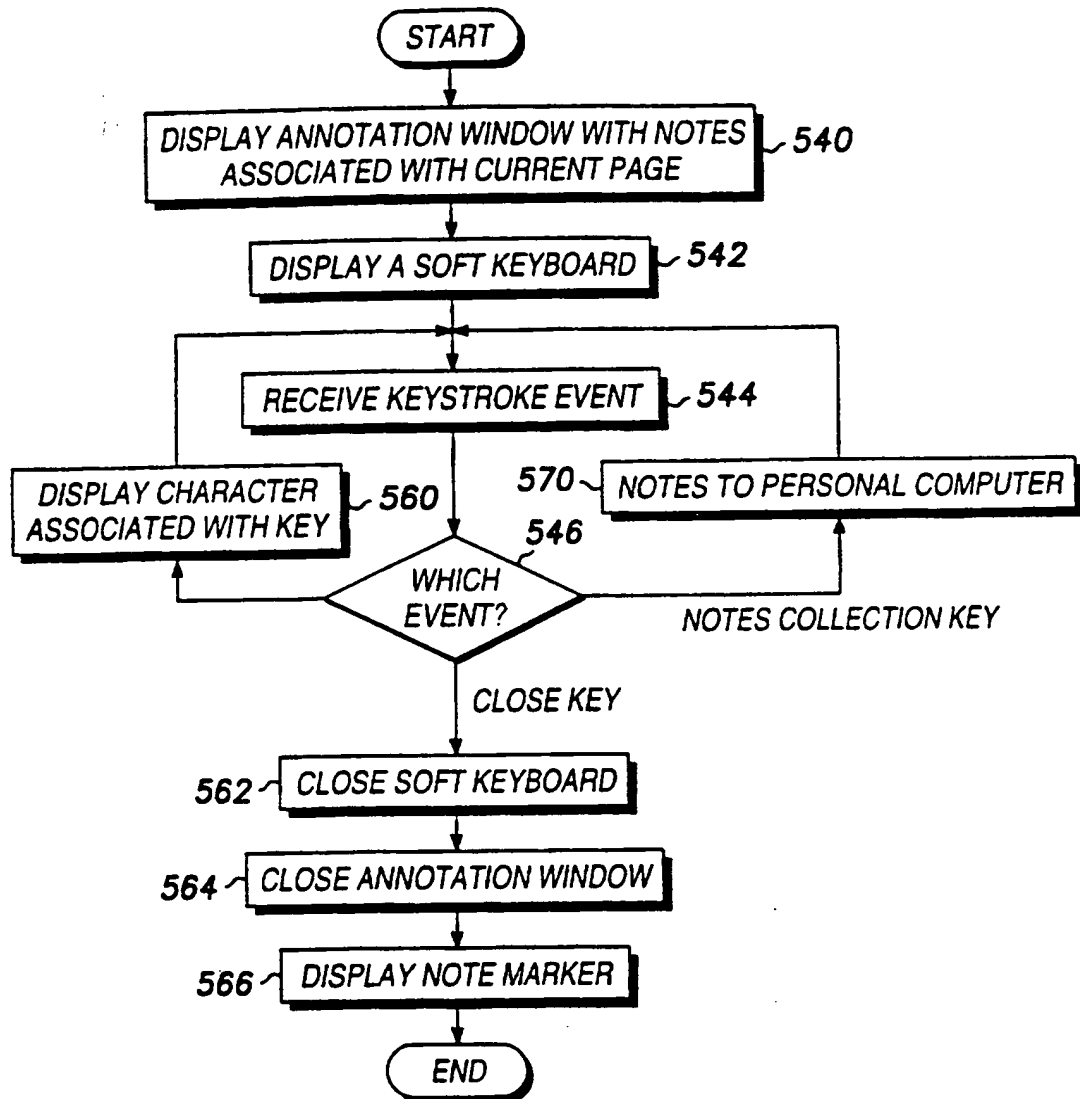 START
DISPLAY ANNOTATION WINDOW WITH NOTES
ASSOCIATED WITH CURRENT PAGE
540
DISPLAY A SOFT KEYBOARD
542
RECEIVE KEYSTROKE EVENT
544
DISPLAY CHARACTER
ASSOCIATED WITH KEY
560
570
NOTES TO PERSONAL COMPUTER
546
WHICH
EVENT?
NOTES COLLECTION KEY
CLOSE KEY
562
CLOSE SOFT KEYBOARD
564
CLOSE ANNOTATION WINDOW
566
DISPLAY NOTE MARKER
END